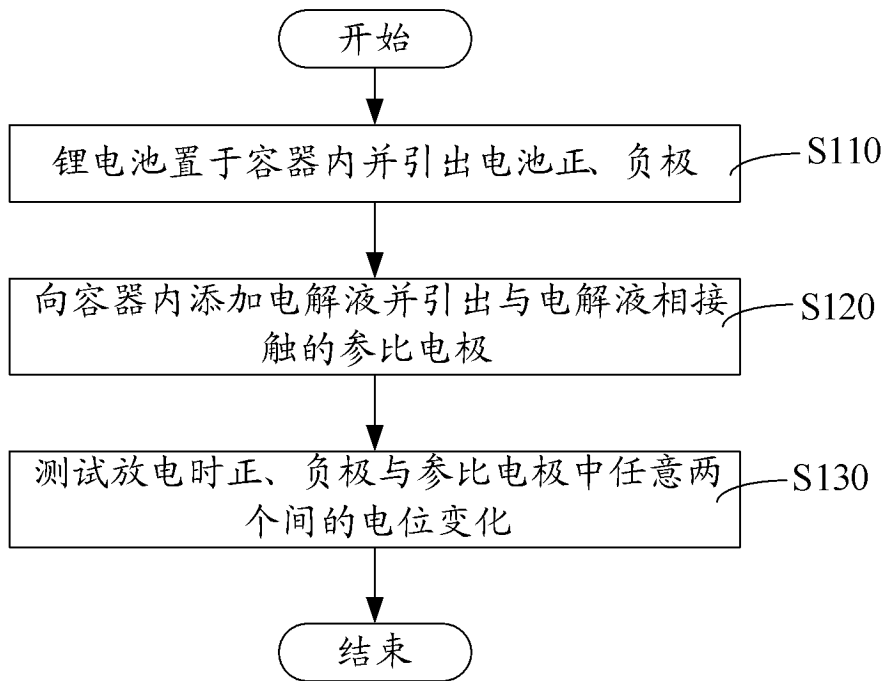 开始
锂电池置于容器内并引出电池正、负极
S110
向容器内添加电解液并引出与电解液相接
触的参比电极
S120
测试放电时正、负极与参比电极中任意两
个间的电位变化
S130
结束